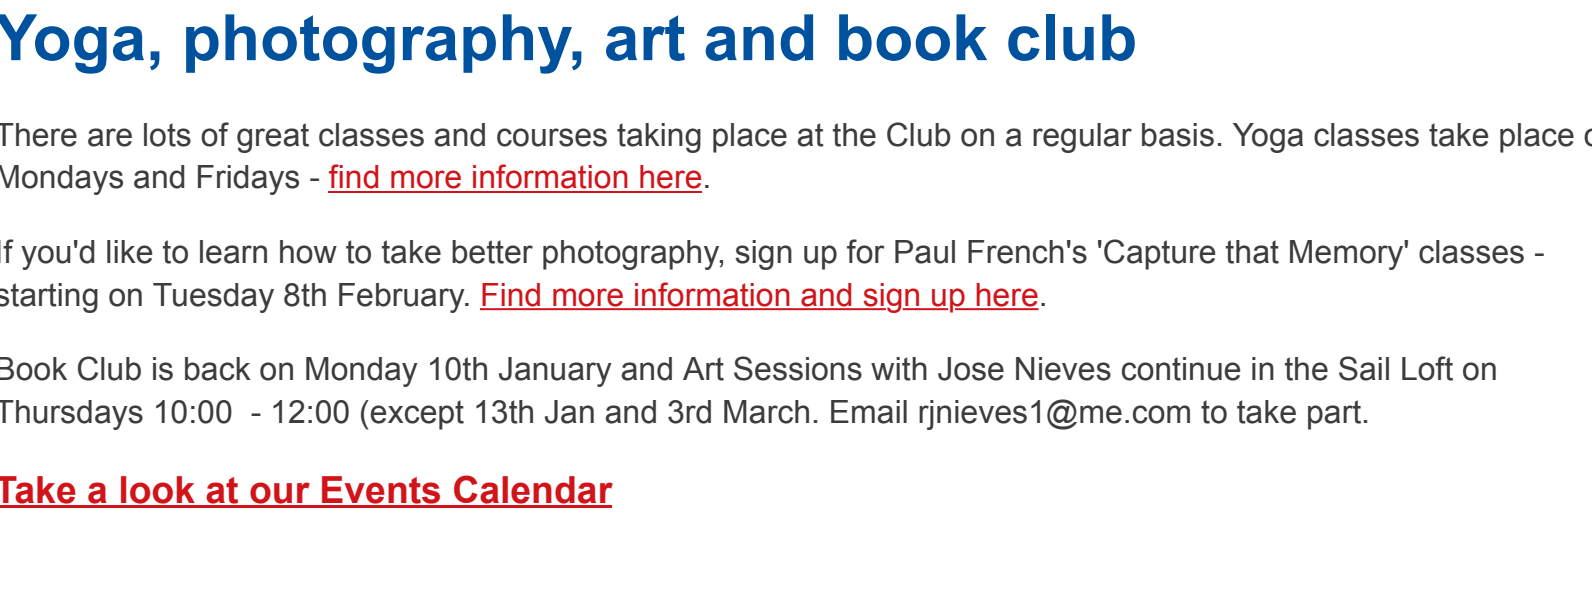 Yoga, photography, art and book club
There are lots of great classes and courses taking place at the Club on a regular basis. Yoga classes take place
Mondays and Fridays - find more information here.
If you'd like to learn how to take better photography, sign up for Paul French's 'Capture that Memory' classes -
starting on Tuesday 8th February. Find more information and sign up here.
Book Club is back on Monday 10th January and Art Sessions with Jose Nieves continue in the Sail Loft on
Thursdays 10:00  - 12:00 (except 13th Jan and 3rd March. Email rjnieves1@me.com to take part.
Take a look at our Events Calendar